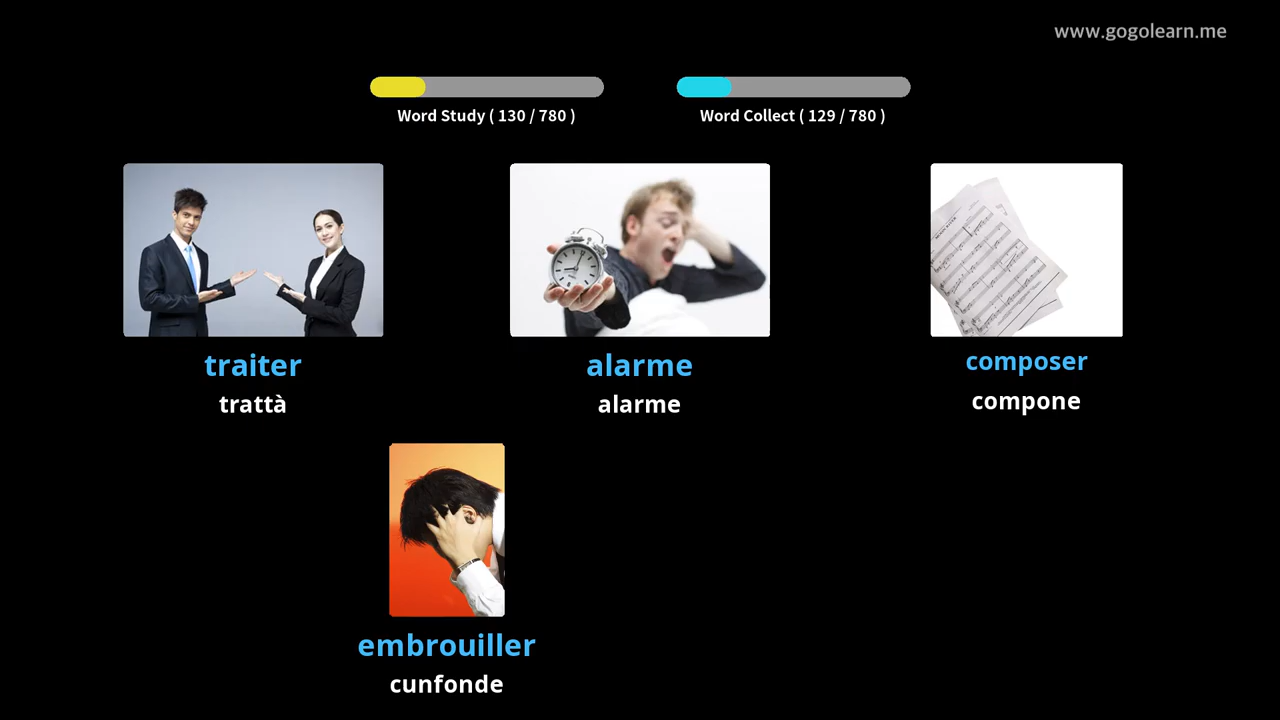 www.gogolearn.me
Word Study ( 130 / 780 )
Word Collect ( 129 / 780 )
traiter
trattà
alarme
alarme
composer
compone
embrouiller
cunfonde